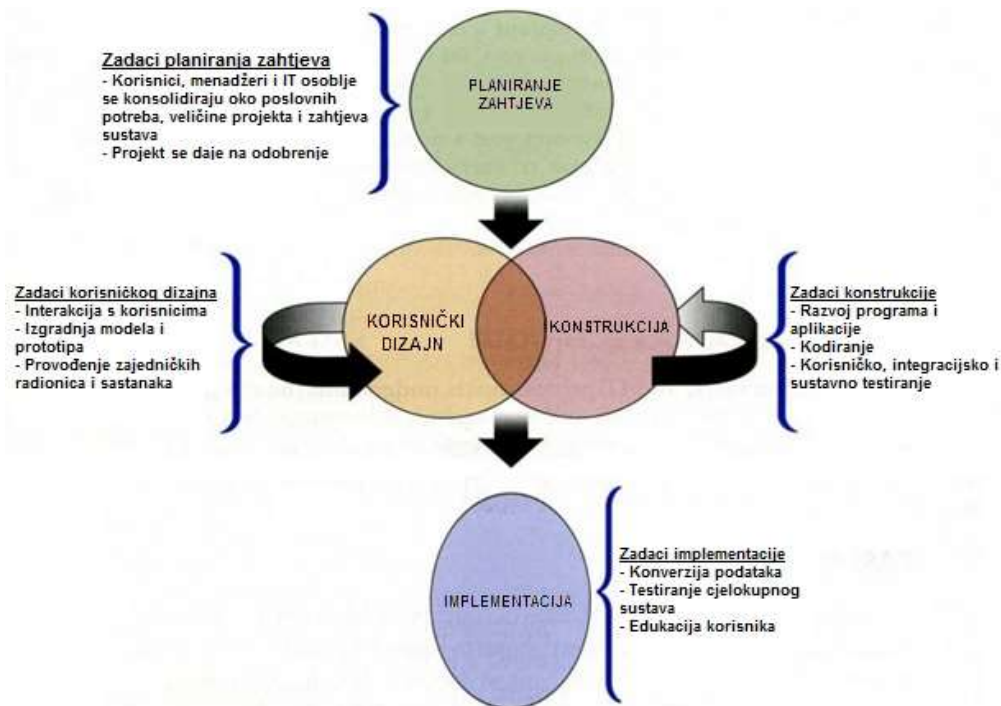 Zadaci planiranja zahtjeva
- Korisnici, menadžeri i IT osoblje
se konsolidiraju oko poslovnih
potreba, veličine projekta i zahtjeva
sustava
- Projekt se daje na odobrenje
PLANIRANJE
ZAHTJEVA
Zadaci korisničkog dizajna
- Interakcija s korisnicima
- Izgradnja modela i
prototipa
- Provođenje zajedničkih
radionica i sastanaka
KORISNIČKI
DIZAJN
KONSTRUKCIJA
Zadaci konstrukcije
- Razvoj programa i
aplikacije
- Kodiranje
- Korisničko, integracijsko i
sustavno testiranje
IMPLEMENTACIJA
Zadaci implementacije
- Konverzija podataka
- Testiranje cjelokupnog
sustava
- Edukacija korisnika